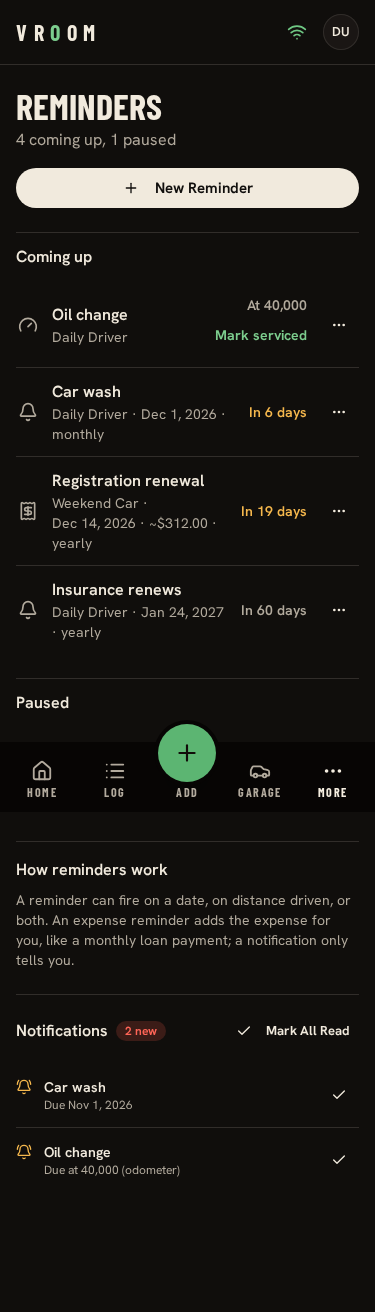 VROOM
DU
REMINDERS
4 coming up, 1 paused
New Reminder
Coming up
Oil change
Daily Driver
At 40,000
Mark serviced
Car wash
Daily Driver · Dec 1, 2026 ·
monthly
In 6 days
Registration renewal
Weekend Car ·
Dec 14, 2026 · ~$312.00 ·
yearly
In 19 days
Insurance renews
Daily Driver · Jan 24, 2027
· yearly
In 60 days
Paused
HOME
LOG
ADD
GARAGE
MORE
How reminders work
A reminder can fire on a date, on distance driven, or
both. An expense reminder adds the expense for
you, like a monthly loan payment; a notification only
tells you.
Notifications
2 new
Mark All Read
Car wash
Due Nov 1, 2026
Oil change
Due at 40,000 (odometer)